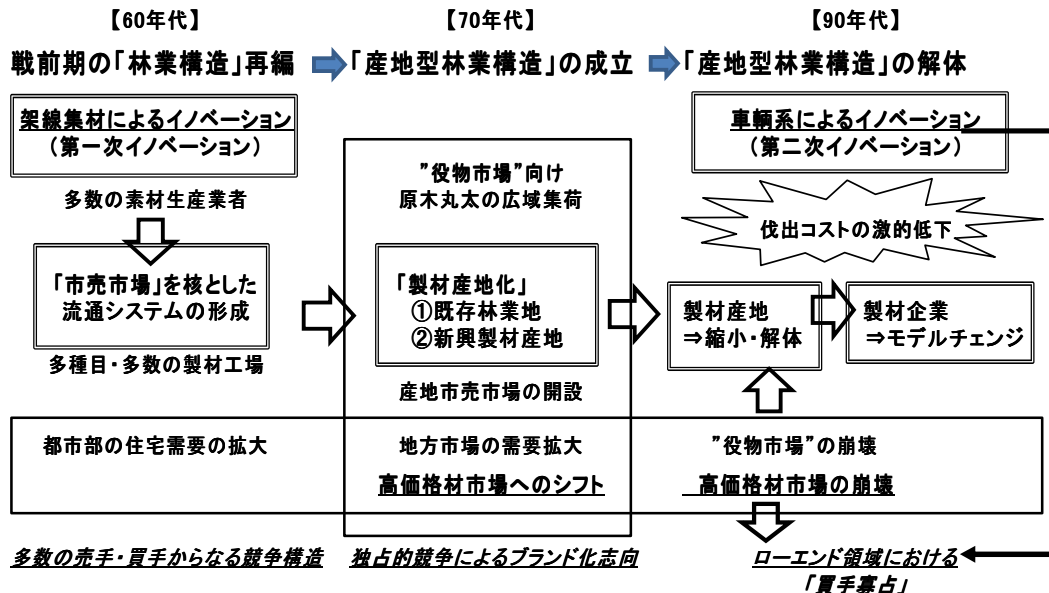 【60年代】
【70年代】
【90年代】
戦前期の「林業構造」再編
「産地型林業構造」の成立
「産地型林業構造」の解体
架線集材によるイノベーション
(第一次イノベーション)
多数の素材生産業者
「市売市場」を核とした
流通システムの形成
多種目・多数の製材工場
”役物市場”向け
原木丸太の広域集荷
「製材産地化」
①既存林業地
②新興製材産地
産地市売市場の開設
車輌系によるイノベーション
(第二次イノベーション)
伐出コストの激的低下
製材産地
⇒縮小・解体
製材企業
⇒モデルチェンジ
都市部の住宅需要の拡大
地方市場の需要拡大
高価格材市場へのシフト
”役物市場”の崩壊
高価格材市場の崩壊
多数の売手・買手からなる競争構造
独占的競争によるブランド化志向
ローエンド領域における
「買手寡占」